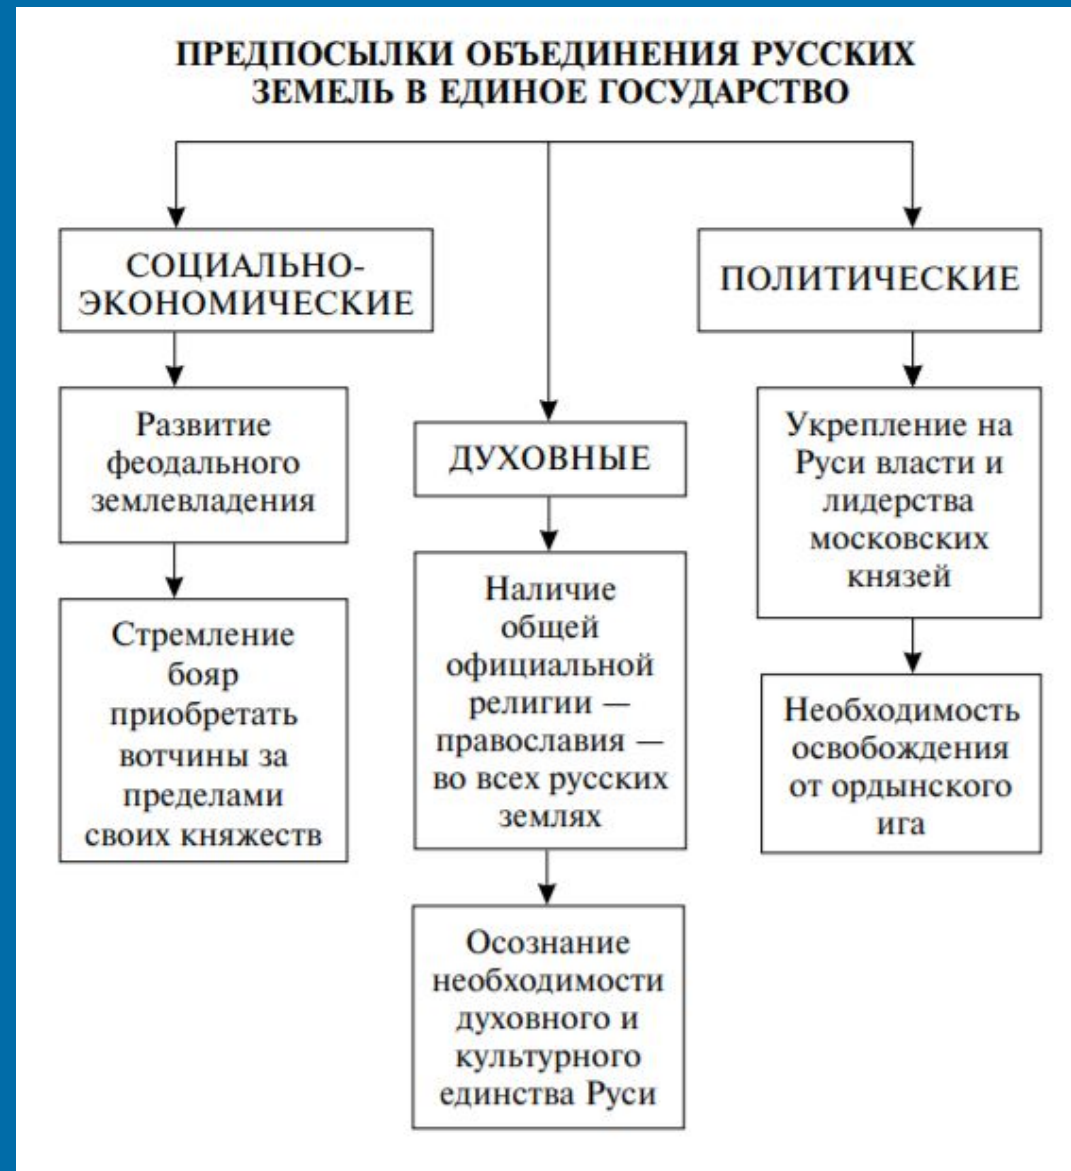 ПРЕДПОСЫЛКИ ОБЪЕДИНЕНИЯ РУССКИХ
ЗЕМЕЛЬ В ЕДИНОЕ ГОСУДАРСТВО
СОЦИАЛЬНО-
ЭКОНОМИЧЕСКИЕ
Развитие
феодального
землевладения
Стремление
бояр
приобретать
вотчины за
пределами
своих княжеств
ДУХОВНЫЕ
Наличие
общей
официальной
религии —
православия —
во всех русских
землях
Осознание
необходимости
духовного и
культурного
единства Руси
ПОЛИТИЧЕСКИЕ
Укрепление на
Руси власти и
лидерства
московских
князей
Необходимость
освобождения
от ордынского
ига